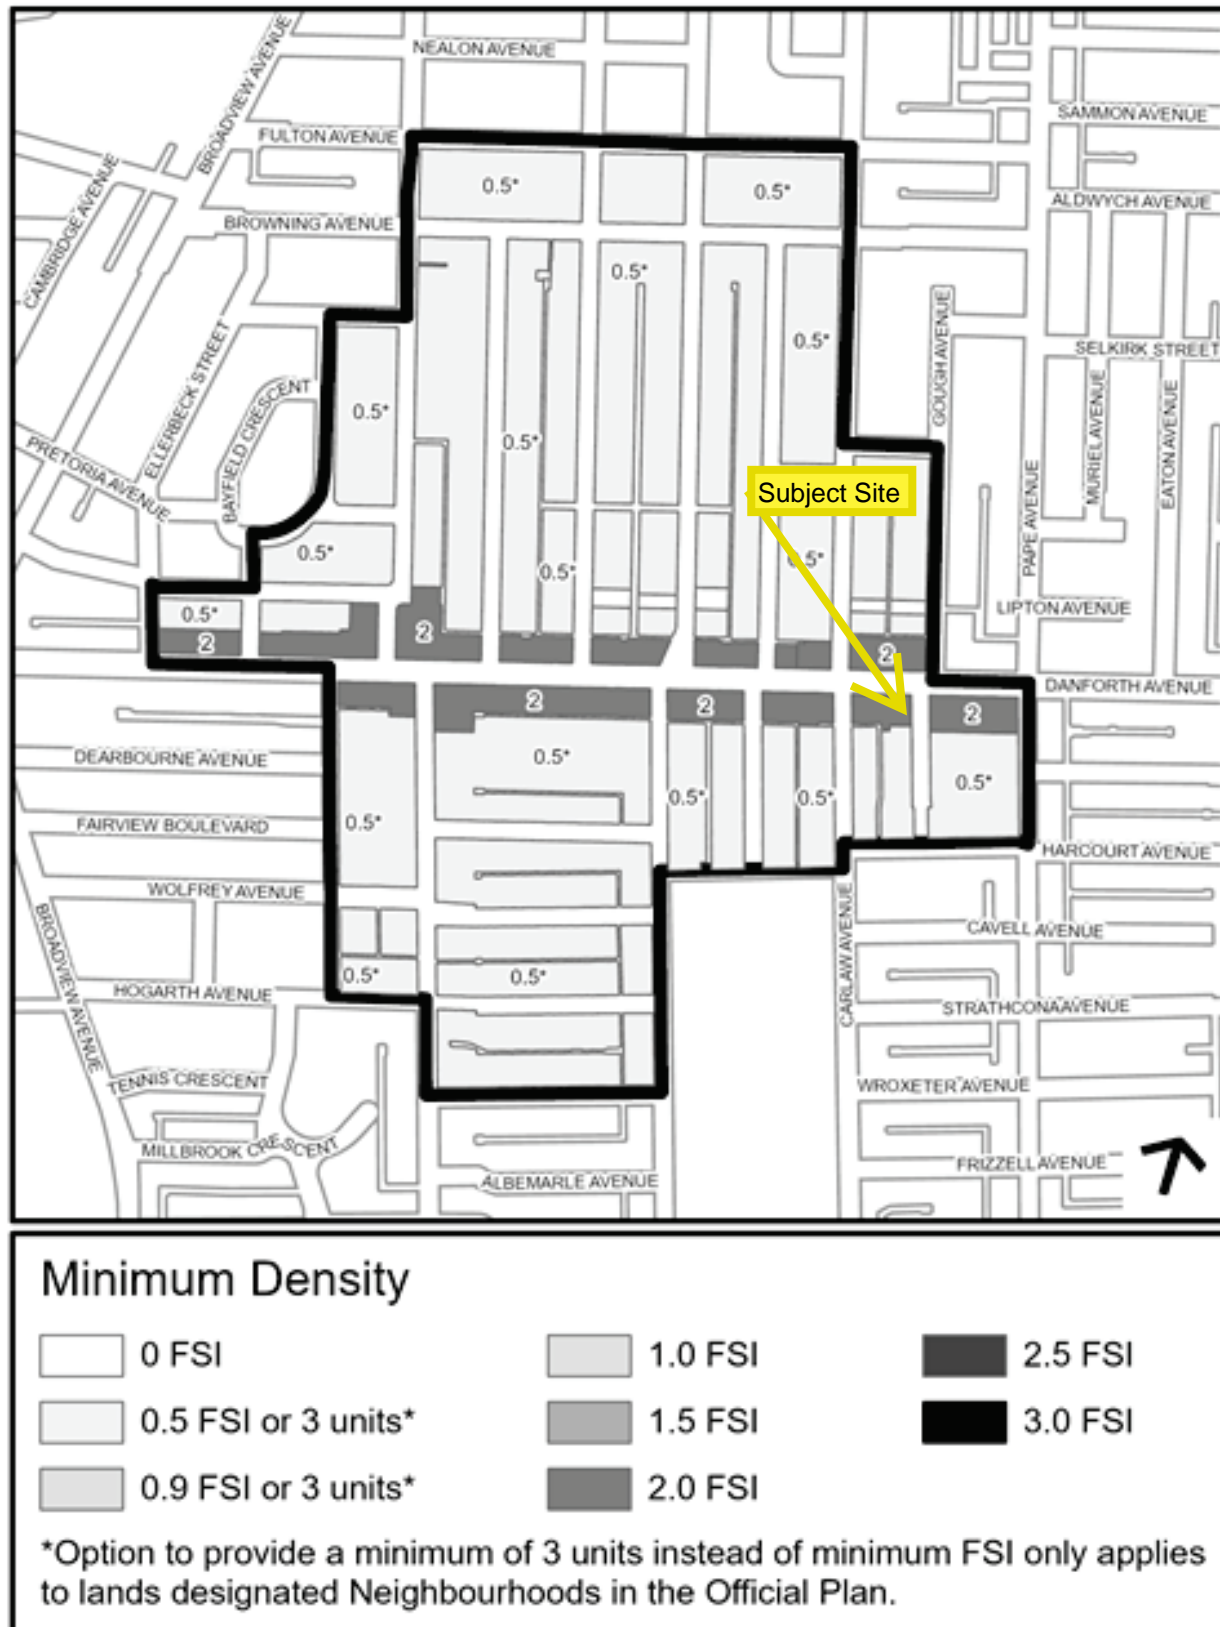 NEALON AVENUE
BROADVIEW AVENUE
FULTON AVENUE
SAMMON AVENUE
CAMBRIDGE AVENUE
0.5*
0.5*
ALDWYCH AVENUE
BROWNING AVENUE
0.5*
GOUGH AVENUE
ELLERBECK STREET
0.5*
SELKIRK STREET
BAYFIELD CRESCENT
0.5*
MURIEL AVENUE
EATON AVENUE
0.5*
PRETORIA AVENUE
Subject Site
PAPE AVENUE
0.5*
0.5*
0.5*
0.5*
LIPTON AVENUE
2
2
2
DANFORTH AVENUE
2
2
2
DEARBOURNE AVENUE
0.5*
0.5*
0.5*
0.5*
FAIRVIEW BOULEVARD
0.5*
HARCOURT AVENUE
WOLFREY AVENUE
BROADVIEW AVENUE
CARLAW AVENUE
CAVELL AVENUE
0.5*
0.5*
HOGARTH AVENUE
STRATHCONA AVENUE
TENNIS CRESCENT
WROXETER AVENUE
MILLBROOK CRESCENT
FRIZZELL AVENUE
ALBEMARLE AVENUE
Minimum Density
0 FSI
1.0 FSI
2.5 FSI
0.5 FSI or 3 units*
1.5 FSI
3.0 FSI
0.9 FSI or 3 units*
2.0 FSI
*Option to provide a minimum of 3 units instead of minimum FSI only applies
to lands designated Neighbourhoods in the Official Plan.